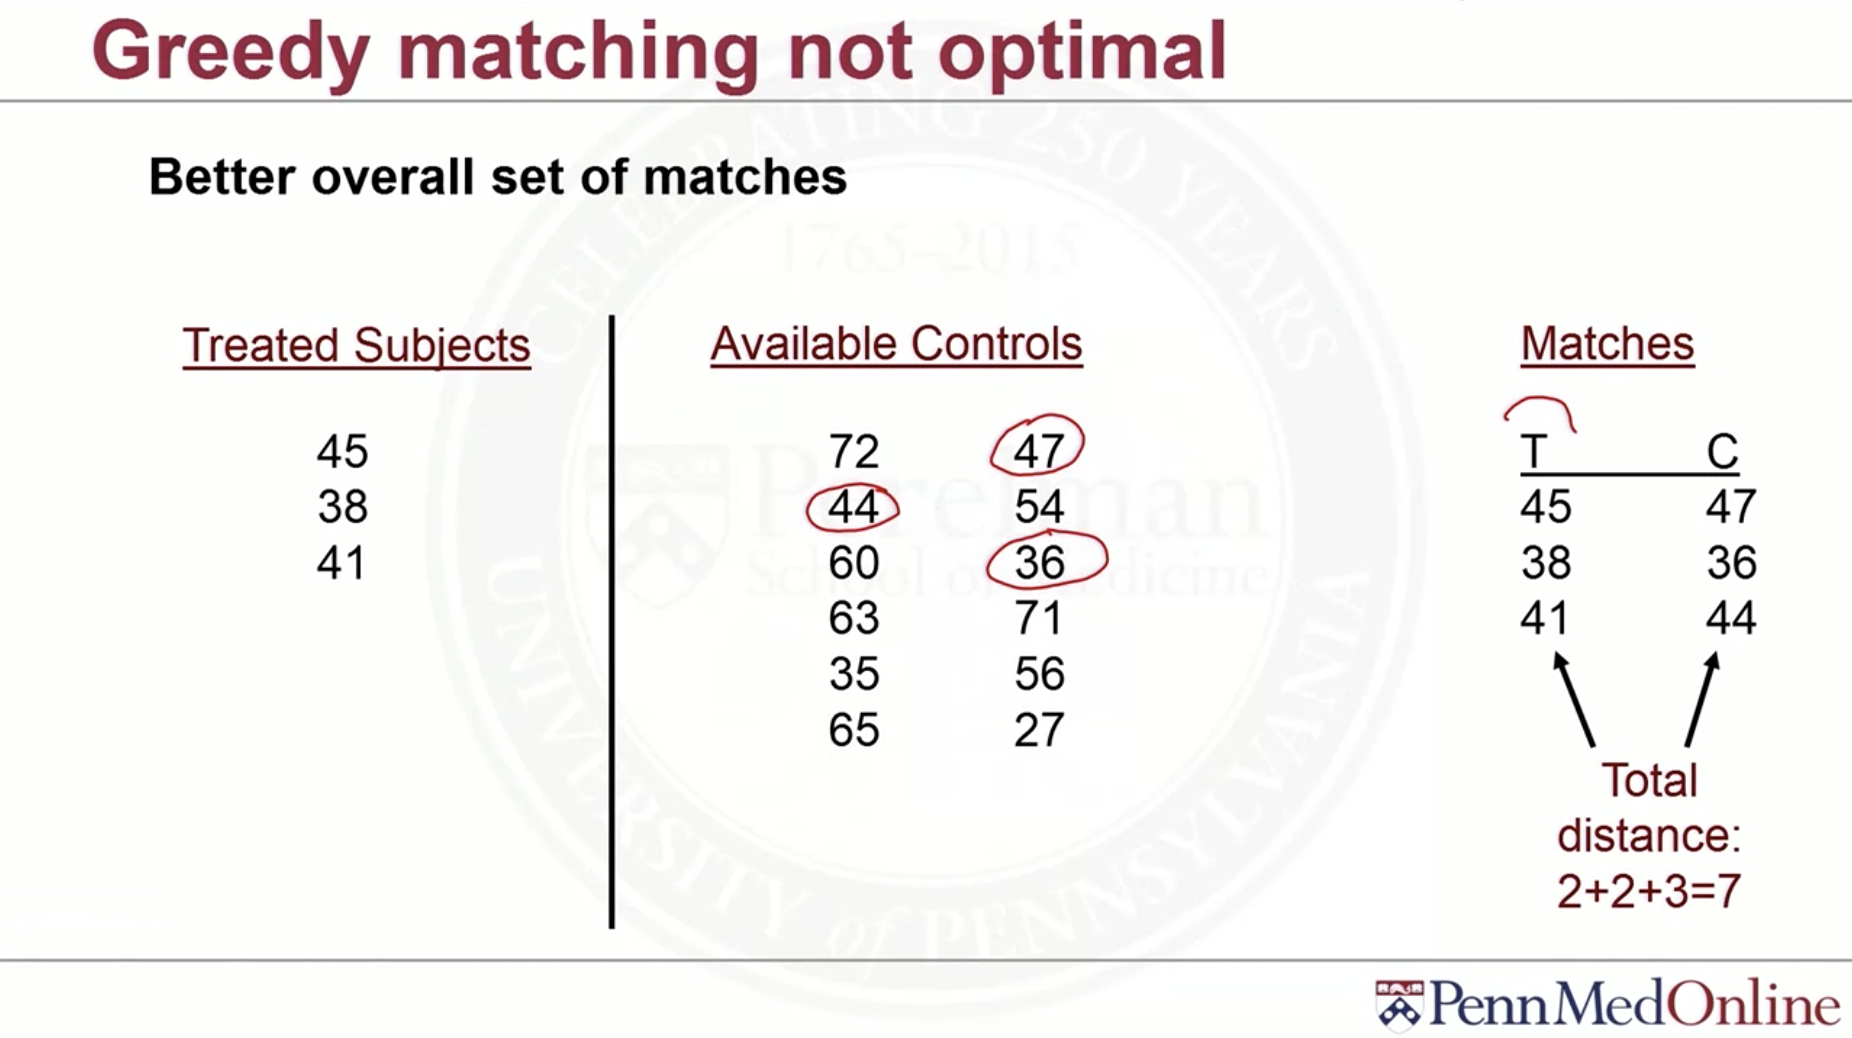 Greedy matching not optimal
Better overall set of matches
CELEBRATING 250 YEARS
1765–2015
Perelman
School of Medicine
UNIVERSITY of PENNSYLVANIA
Treated Subjects
45
38
41
Available Controls
72 47
44 54
60 36
63 71
35 56
65 27
Matches
T C
45 47
38 36
41 44
Total
distance:
2+2+3=7
PennMedOnline